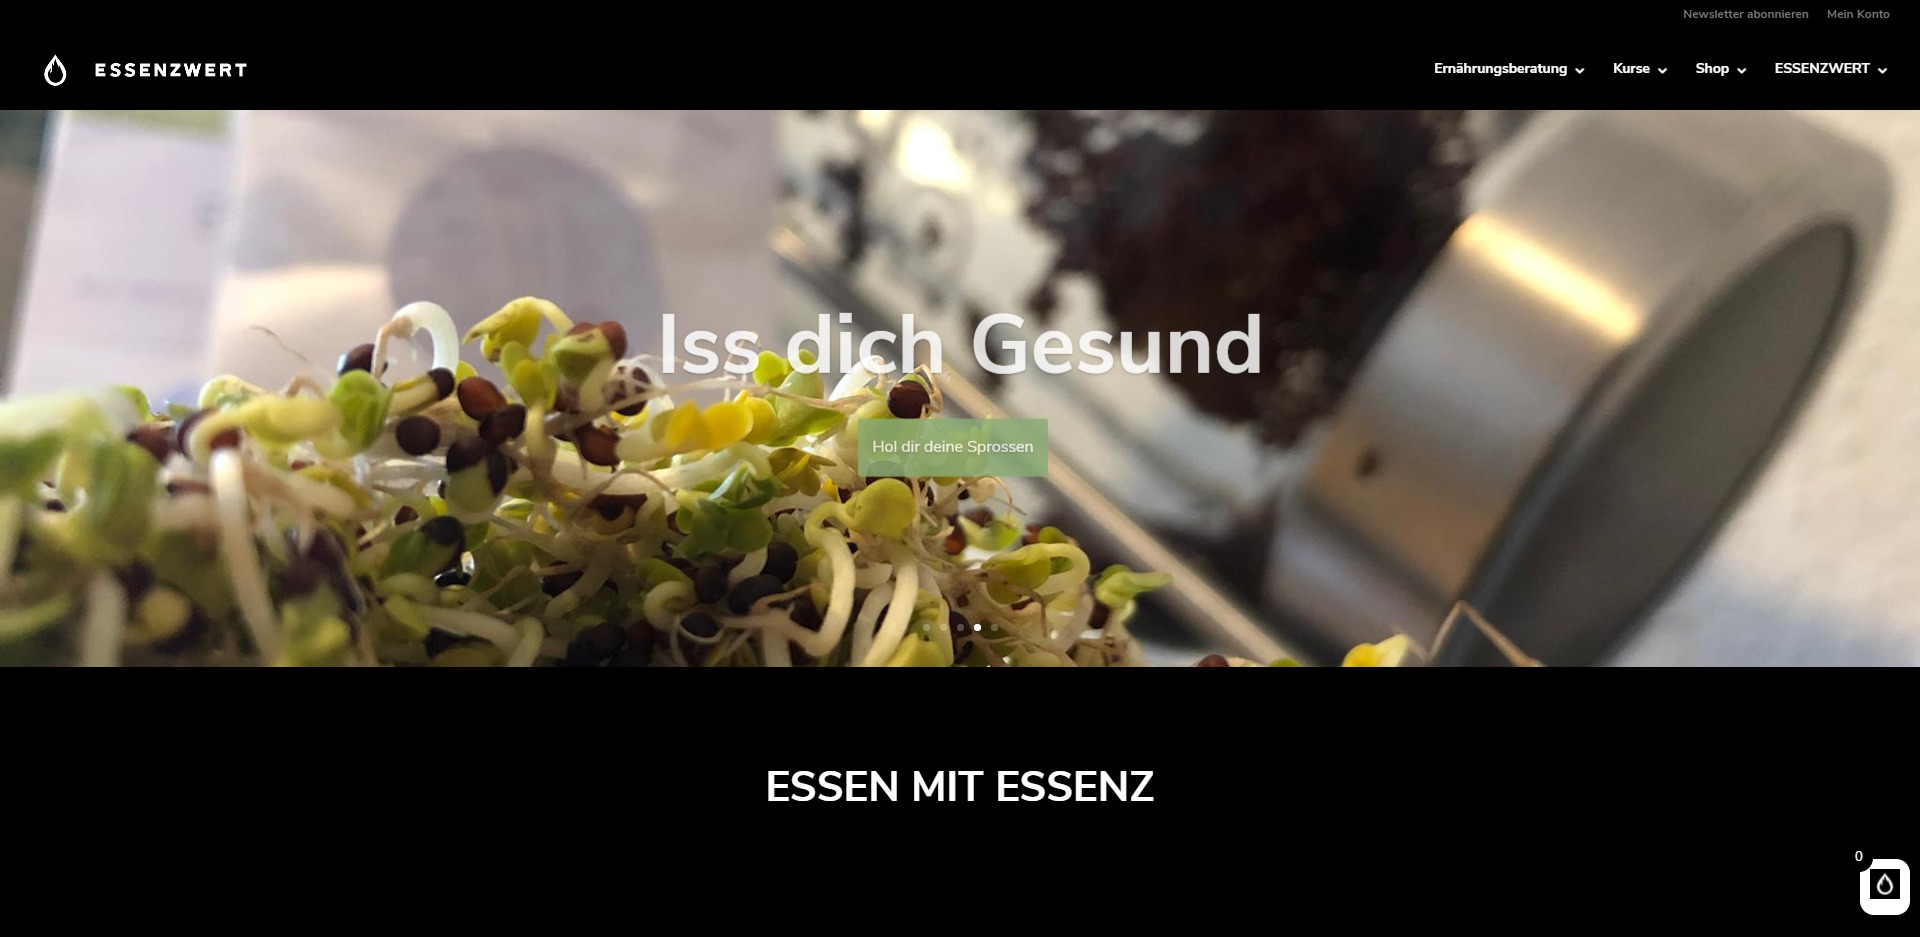 Newsletter abonnieren Mein Konto
ESSENZWERT
Ernährungsberatung Kurse Shop ESSENZWERT
Iss dich Gesund
Hol dir deine Sprossen
ESSEN MIT ESSENZ
0